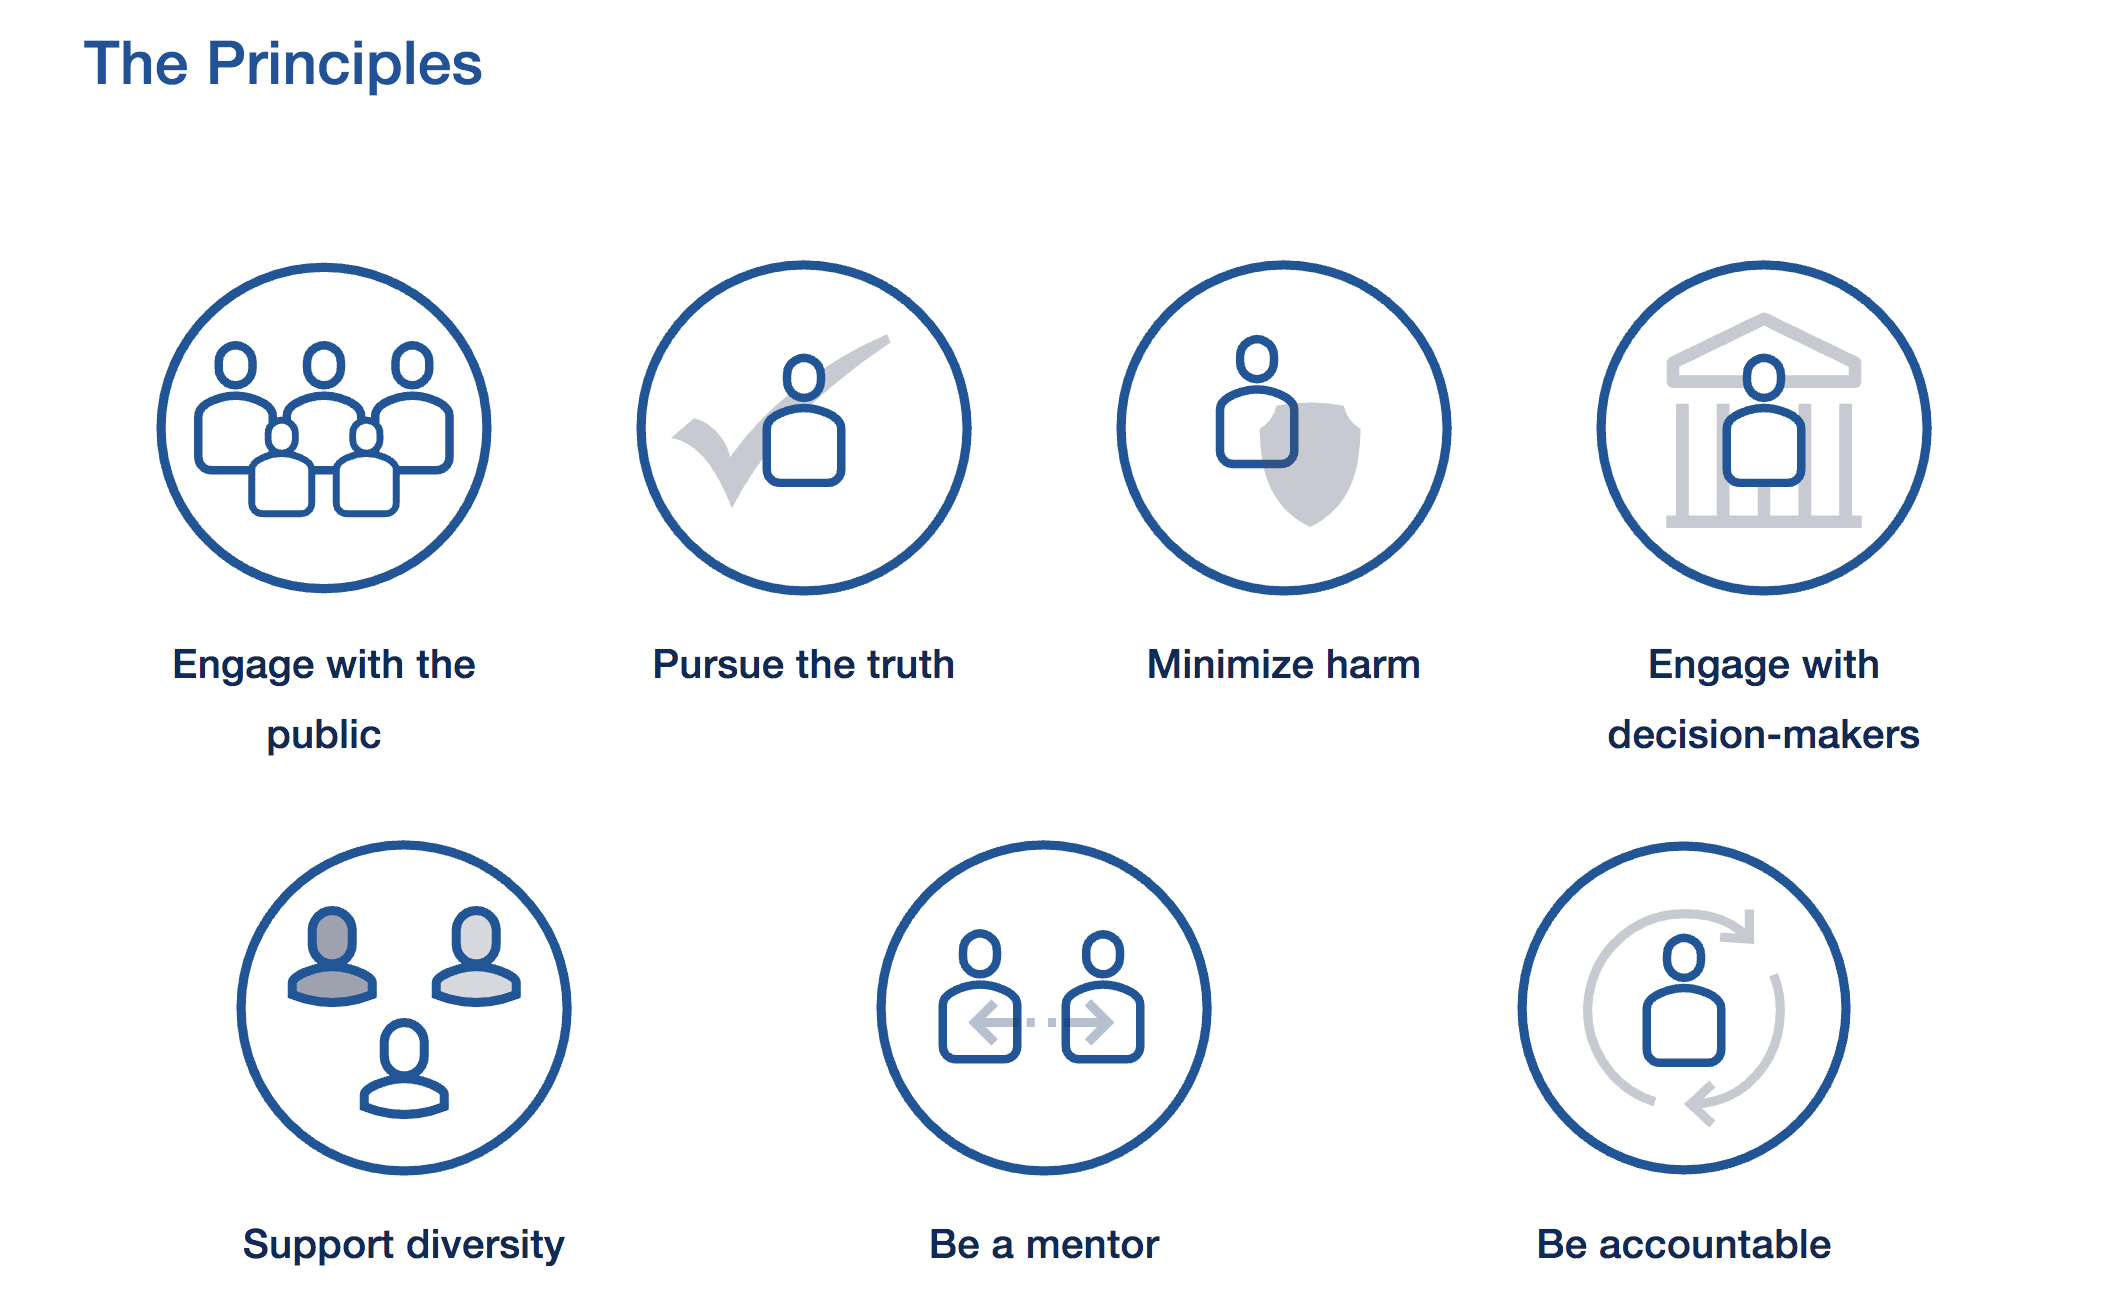 The Principles
Engage with the
public
Pursue the truth
Minimize harm
Engage with
decision-makers
Support diversity
Be a mentor
Be accountable